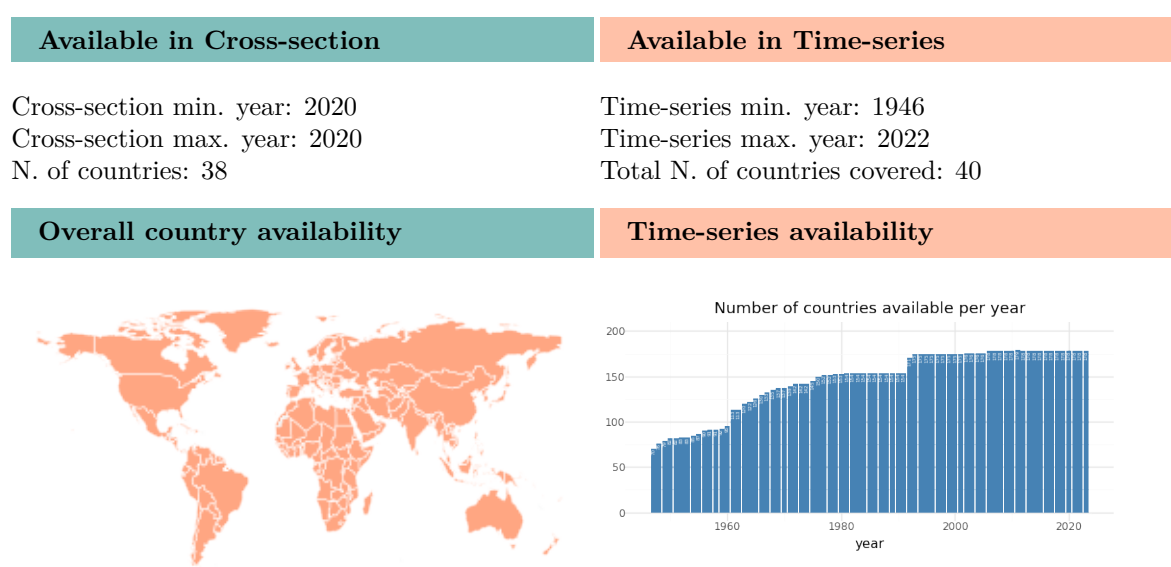 Available in Cross-section
Cross-section min. year: 2020
Cross-section max. year: 2020
N. of countries: 38
Available in Time-series
Time-series min. year: 1946
Time-series max. year: 2022
Total N. of countries covered: 40
Overall country availability
Time-series availability
Number of countries available per year
200
150
100
50
0
1960 1980 2000 2020
year